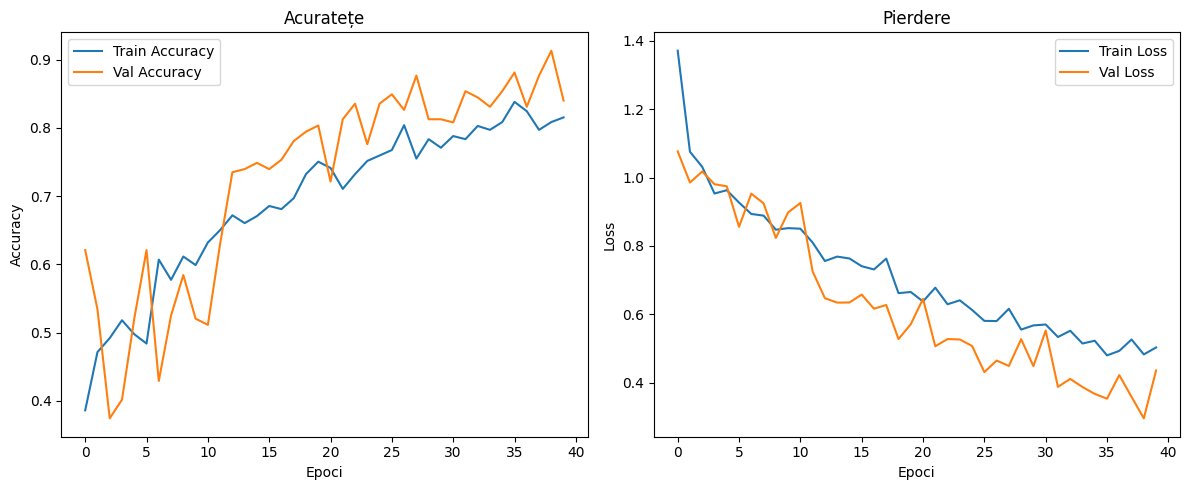 Acuratețe
Train Accuracy
Val Accuracy
Accuracy
0.9
0.8
0.7
0.6
0.5
0.4
0 5 10 15 20 25 30 35 40
Epoci
Pierdere
Train Loss
Val Loss
Loss
1.4
1.2
1.0
0.8
0.6
0.4
0 5 10 15 20 25 30 35 40
Epoci